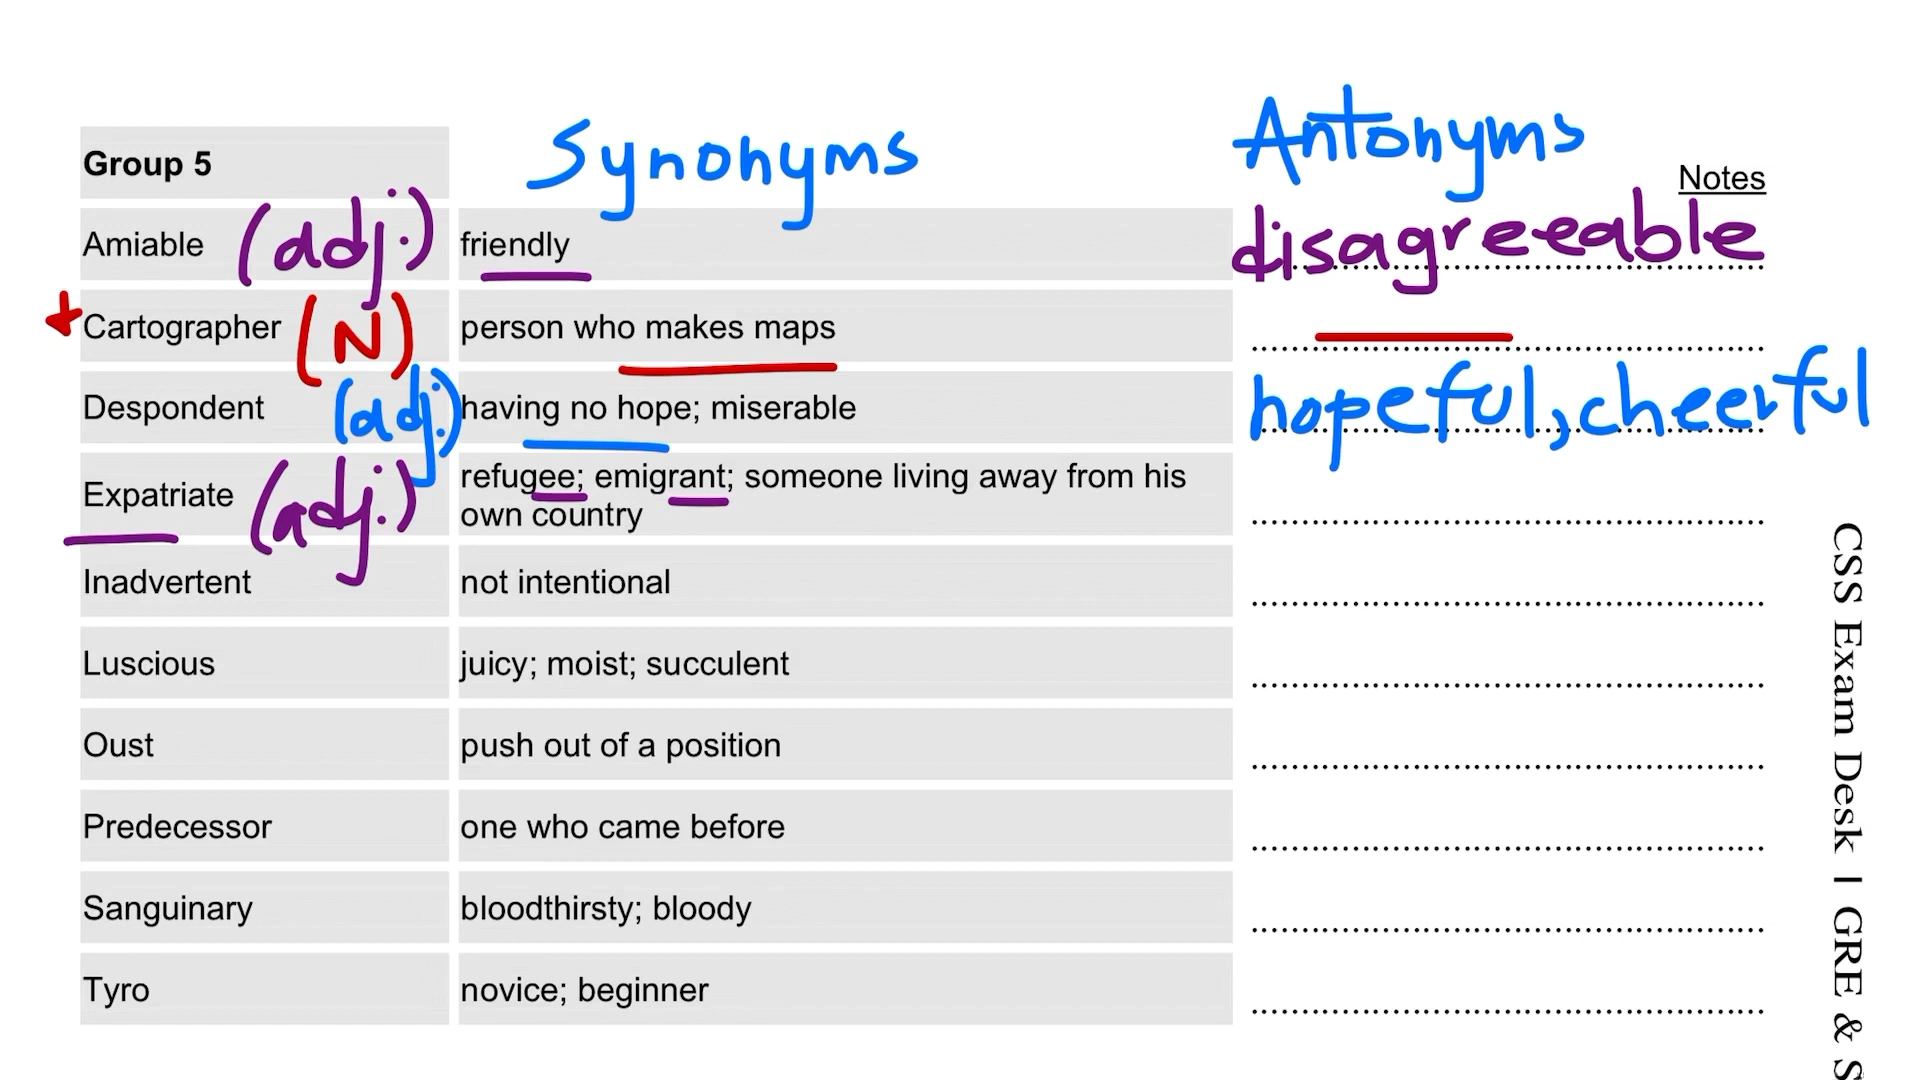 Synonyms
Antonyms
Group 5
Notes
Amiable (adj.) friendly disagreeable
Cartographer (N) person who makes maps
Despondent (adj.) having no hope; miserable hopeful, cheerful
Expatriate (adj.) refugee; emigrant; someone living away from his
own country
Inadvertent not intentional
Luscious juicy; moist; succulent
Oust push out of a position
Predecessor one who came before
Sanguinary bloodthirsty; bloody
Tyro novice; beginner
CSS Exam Desk I GRE &